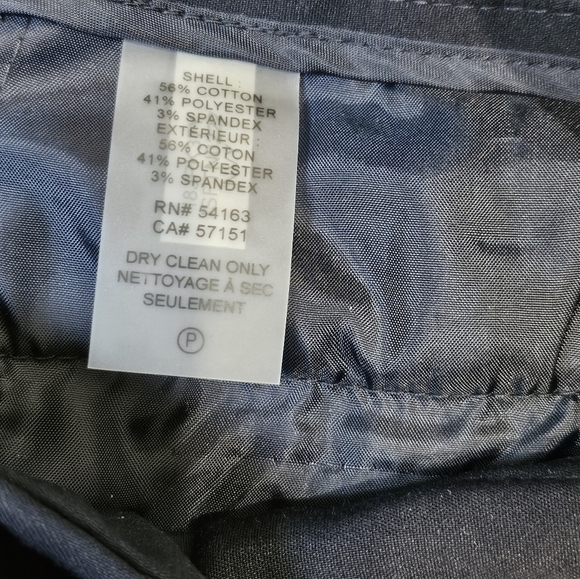 SHELL :
56% COTTON
41% POLYESTER
3% SPANDEX
EXTÉRIEUR :
56% COTON
41% POLYESTER
3% SPANDEX
RN# 54163
CA# 57151
DRY CLEAN ONLY
NETTOYAGE À SEC
SEULEMENT
P